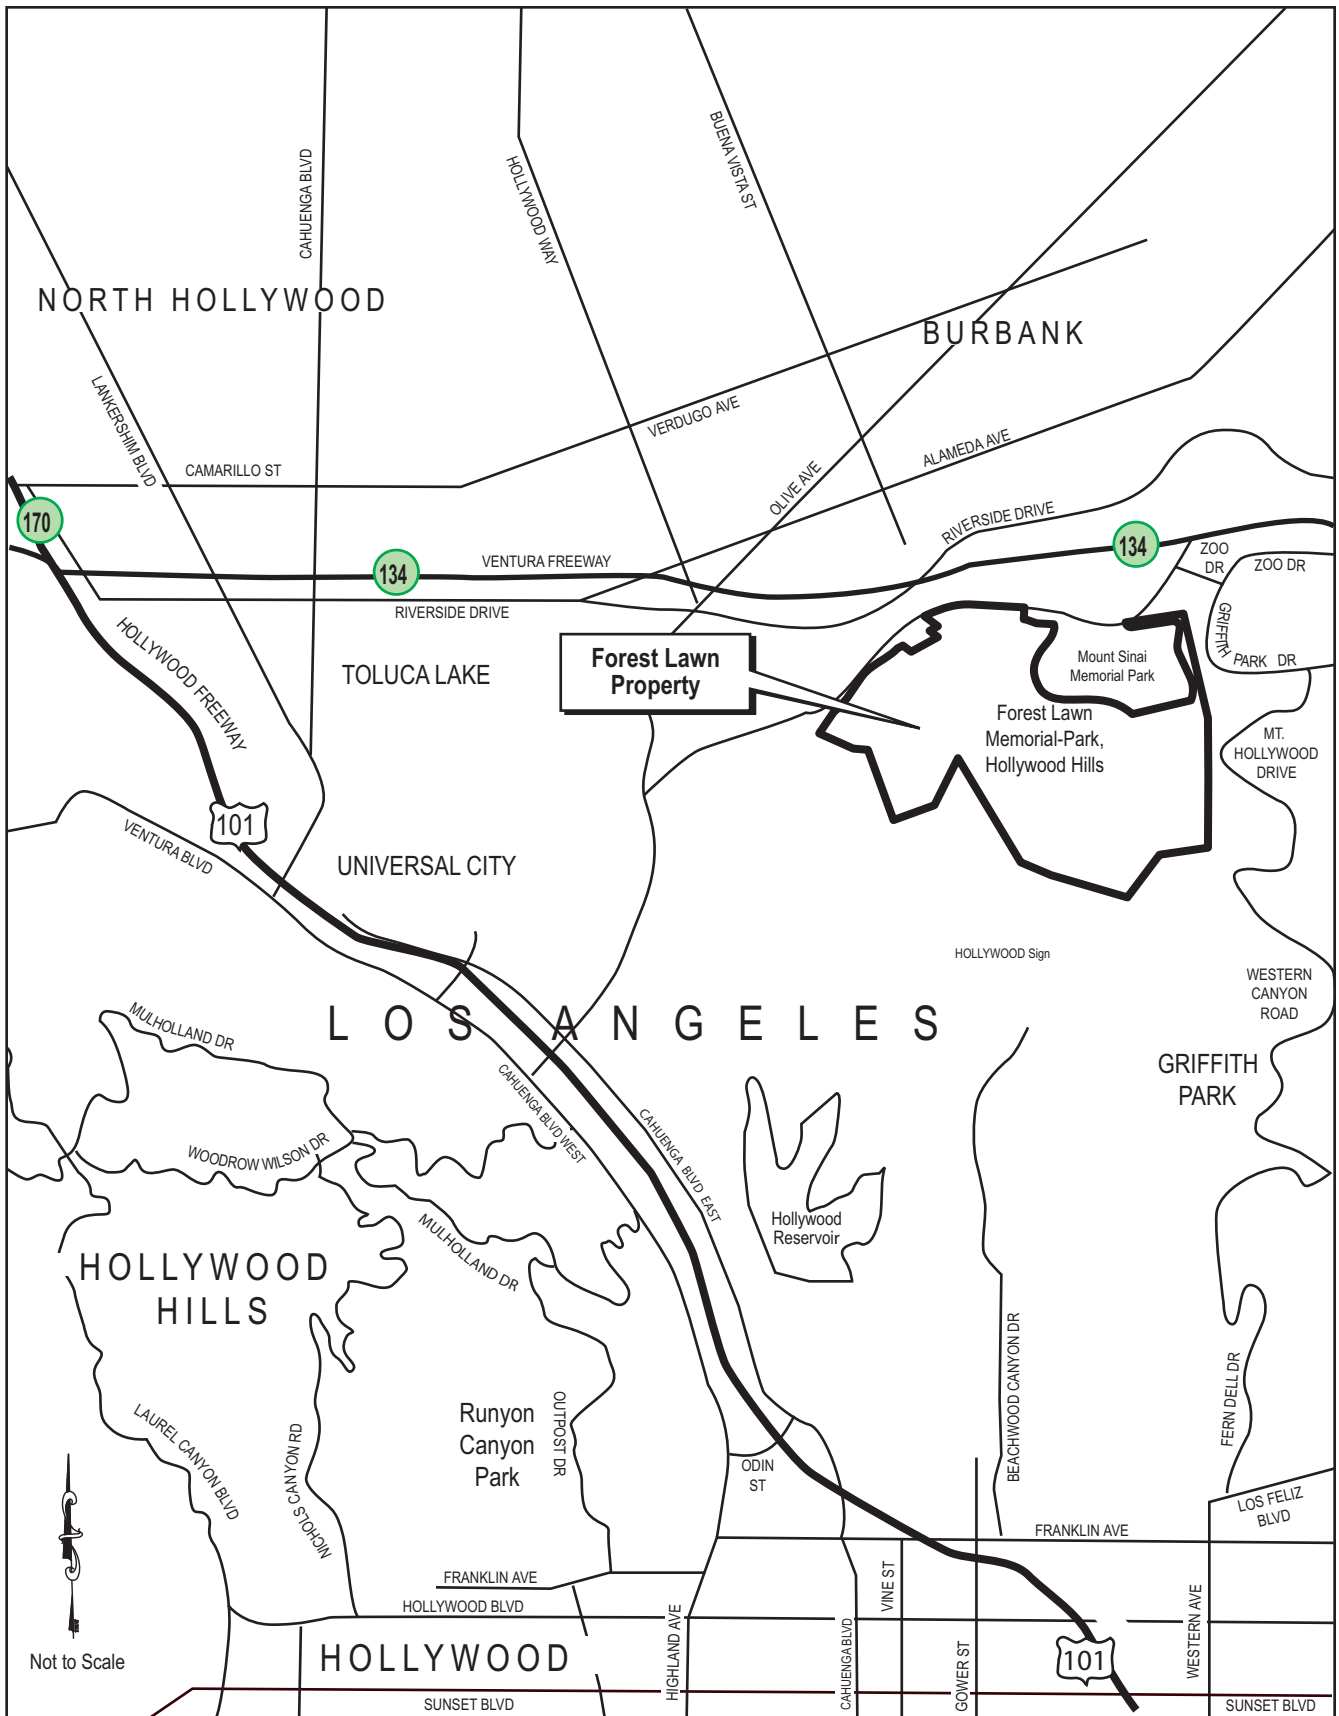 CAHUENGA BLVD
HOLLYWOOD WAY
BUENA VISTA ST
NORTH HOLLYWOOD
BURBANK
LANKERSHIM BLVD
VERDUGO AVE
CAMARILLO ST
ALAMEDA AVE
OLIVE AVE
170
RIVERSIDE DRIVE
134
VENTURA FREEWAY
134
ZOO
DR
ZOO DR
RIVERSIDE DRIVE
GRIFFITH
PARK DR
HOLLYWOOD FREEWAY
TOLUCA LAKE
Forest Lawn
Property
Mount Sinai
Memorial Park
Forest Lawn
Memorial-Park,
Hollywood Hills
MT.
HOLLYWOOD
DRIVE
101
VENTURA BLVD
UNIVERSAL CITY
HOLLYWOOD Sign
WESTERN
CANYON
ROAD
LOS ANGELES
MULHOLLAND DR
GRIFFITH
PARK
CAHUENGA BLVD WEST
CAHUENGA BLVD EAST
WOODROW WILSON DR
MULHOLLAND DR
Hollywood
Reservoir
HOLLYWOOD
HILLS
BEACHWOOD CANYON DR
FERN DELL DR
OUTPOST DR
Runyon
Canyon
Park
LAUREL CANYON BLVD
NICHOLS CANYON RD
ODIN
ST
LOS FELIZ
BLVD
FRANKLIN AVE
FRANKLIN AVE
VINE ST
HOLLYWOOD BLVD
HIGHLAND AVE
CAHUENGA BLVD
GOWER ST
WESTERN AVE
101
Not to Scale
HOLLYWOOD
SUNSET BLVD
SUNSET BLVD